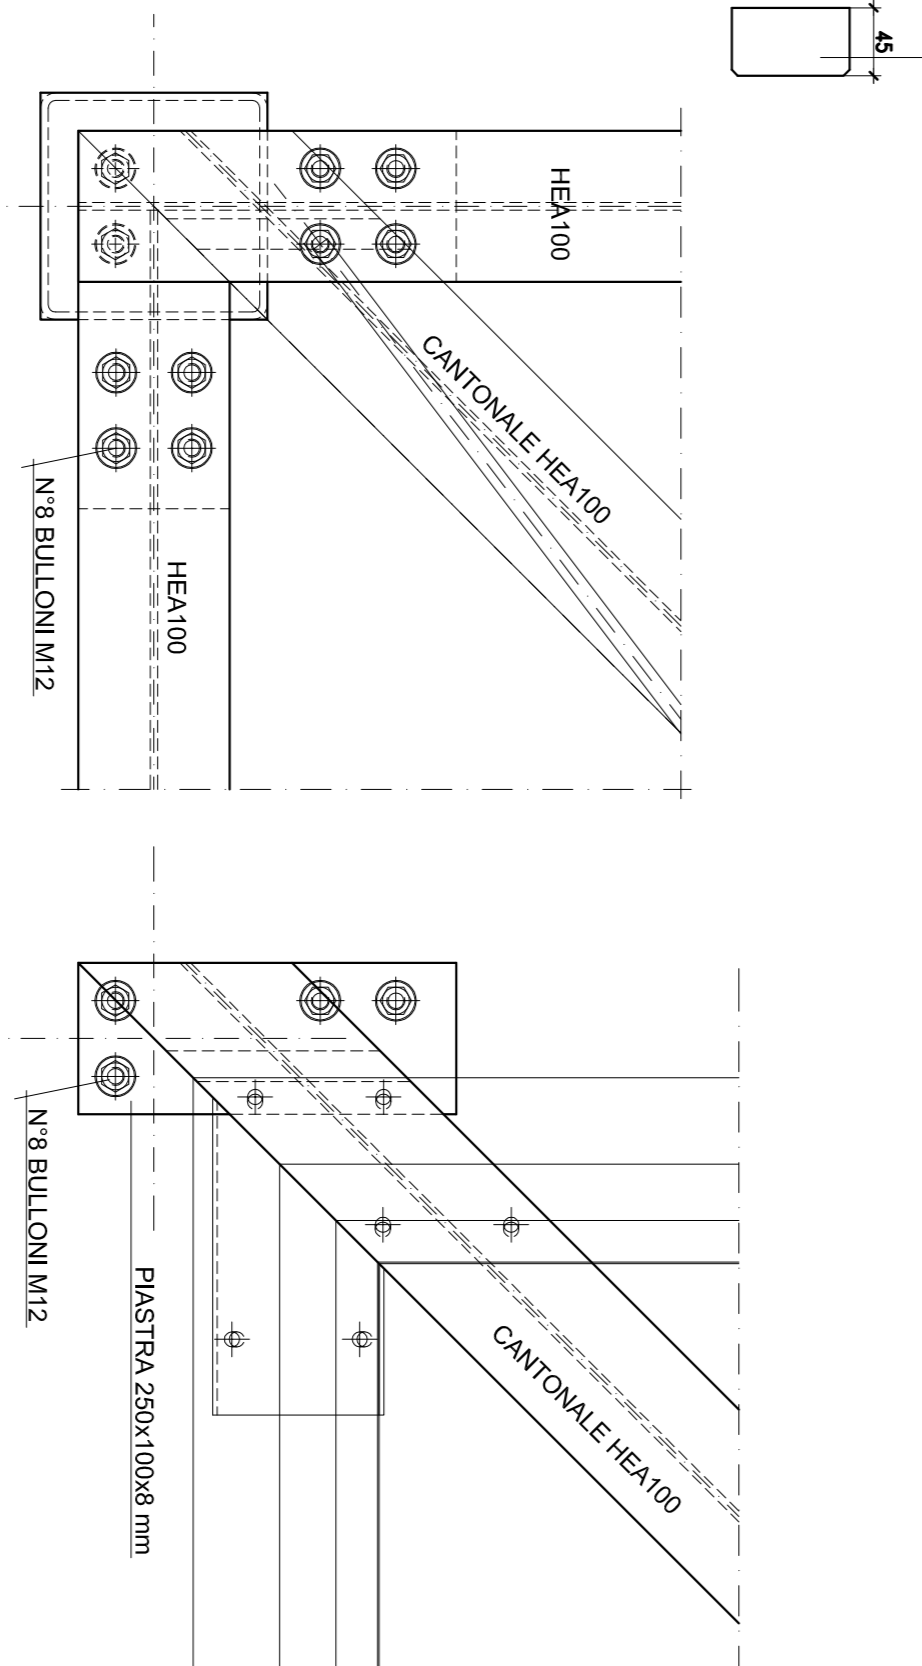 45
HEA100
CANTONALE HEA100
HEA100
N°8 BULLONI M12
CANTONALE HEA100
PIASTRA 250x100x8 mm
N°8 BULLONI M12